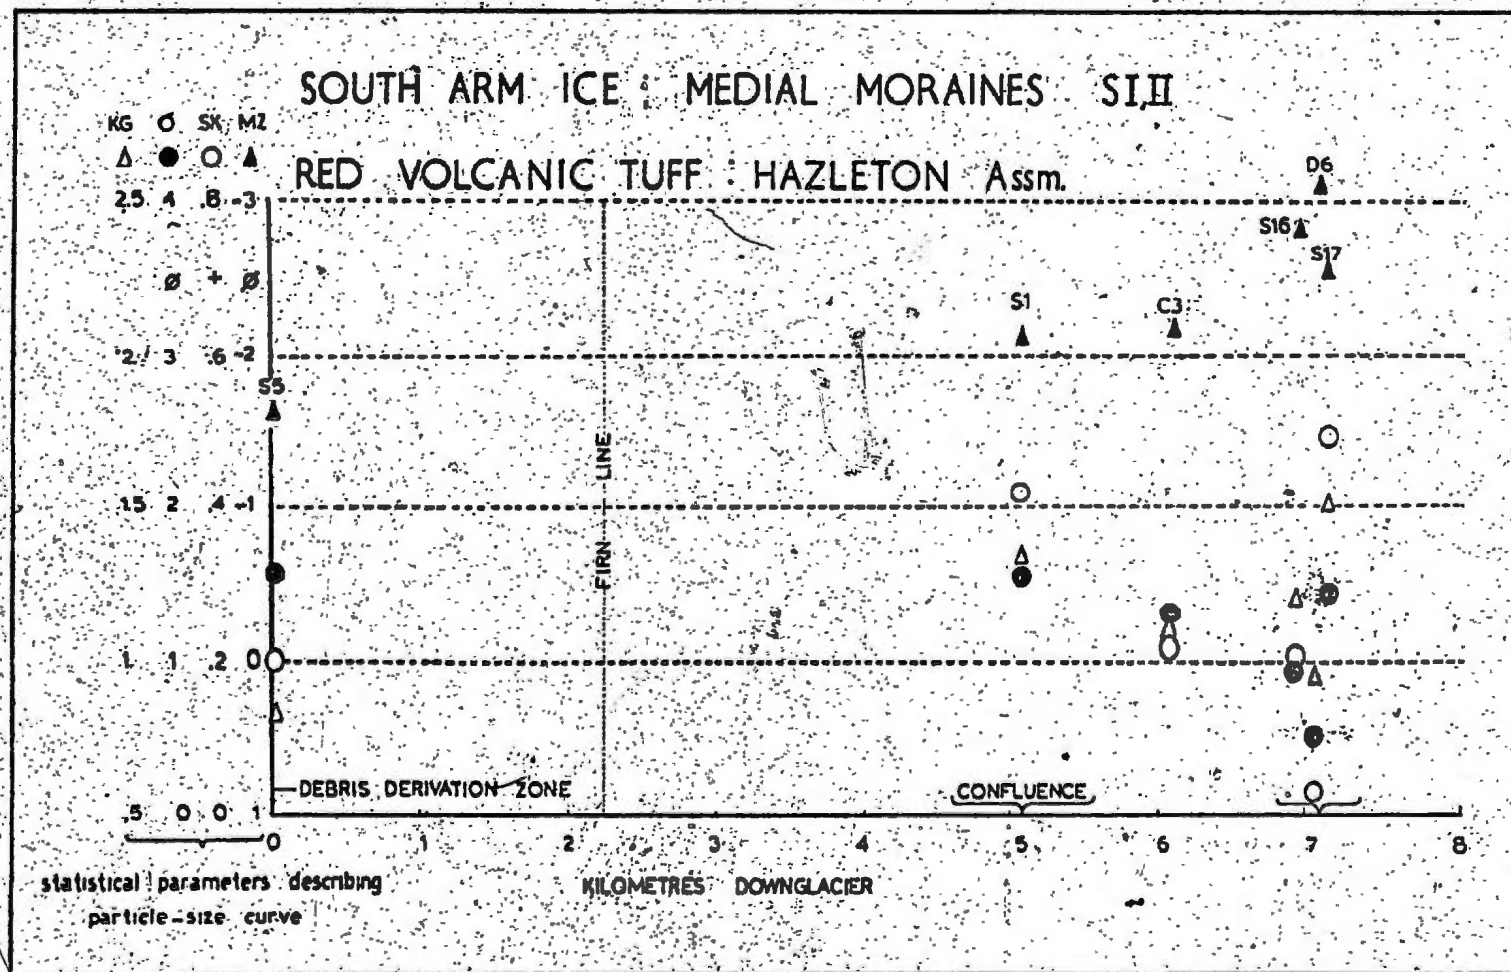 SOUTH ARM ICE : MEDIAL MORAINES SI,II
KG σ SK MZ
RED VOLCANIC TUFF : HAZLETON Assm.
D6
2.5 4 .8 -3
S16
S17
ø + ø
S1
C3
2 3 .6 -2
S5
FIRN LINE
1.5 2 .4 -1
1 1 .2 0
DEBRIS DERIVATION ZONE
CONFLUENCE
.5 0 0 1
0 1 2 3 4 5 6 7 8
statistical parameters describing
particle-size curve
KILOMETRES DOWNGLACIER